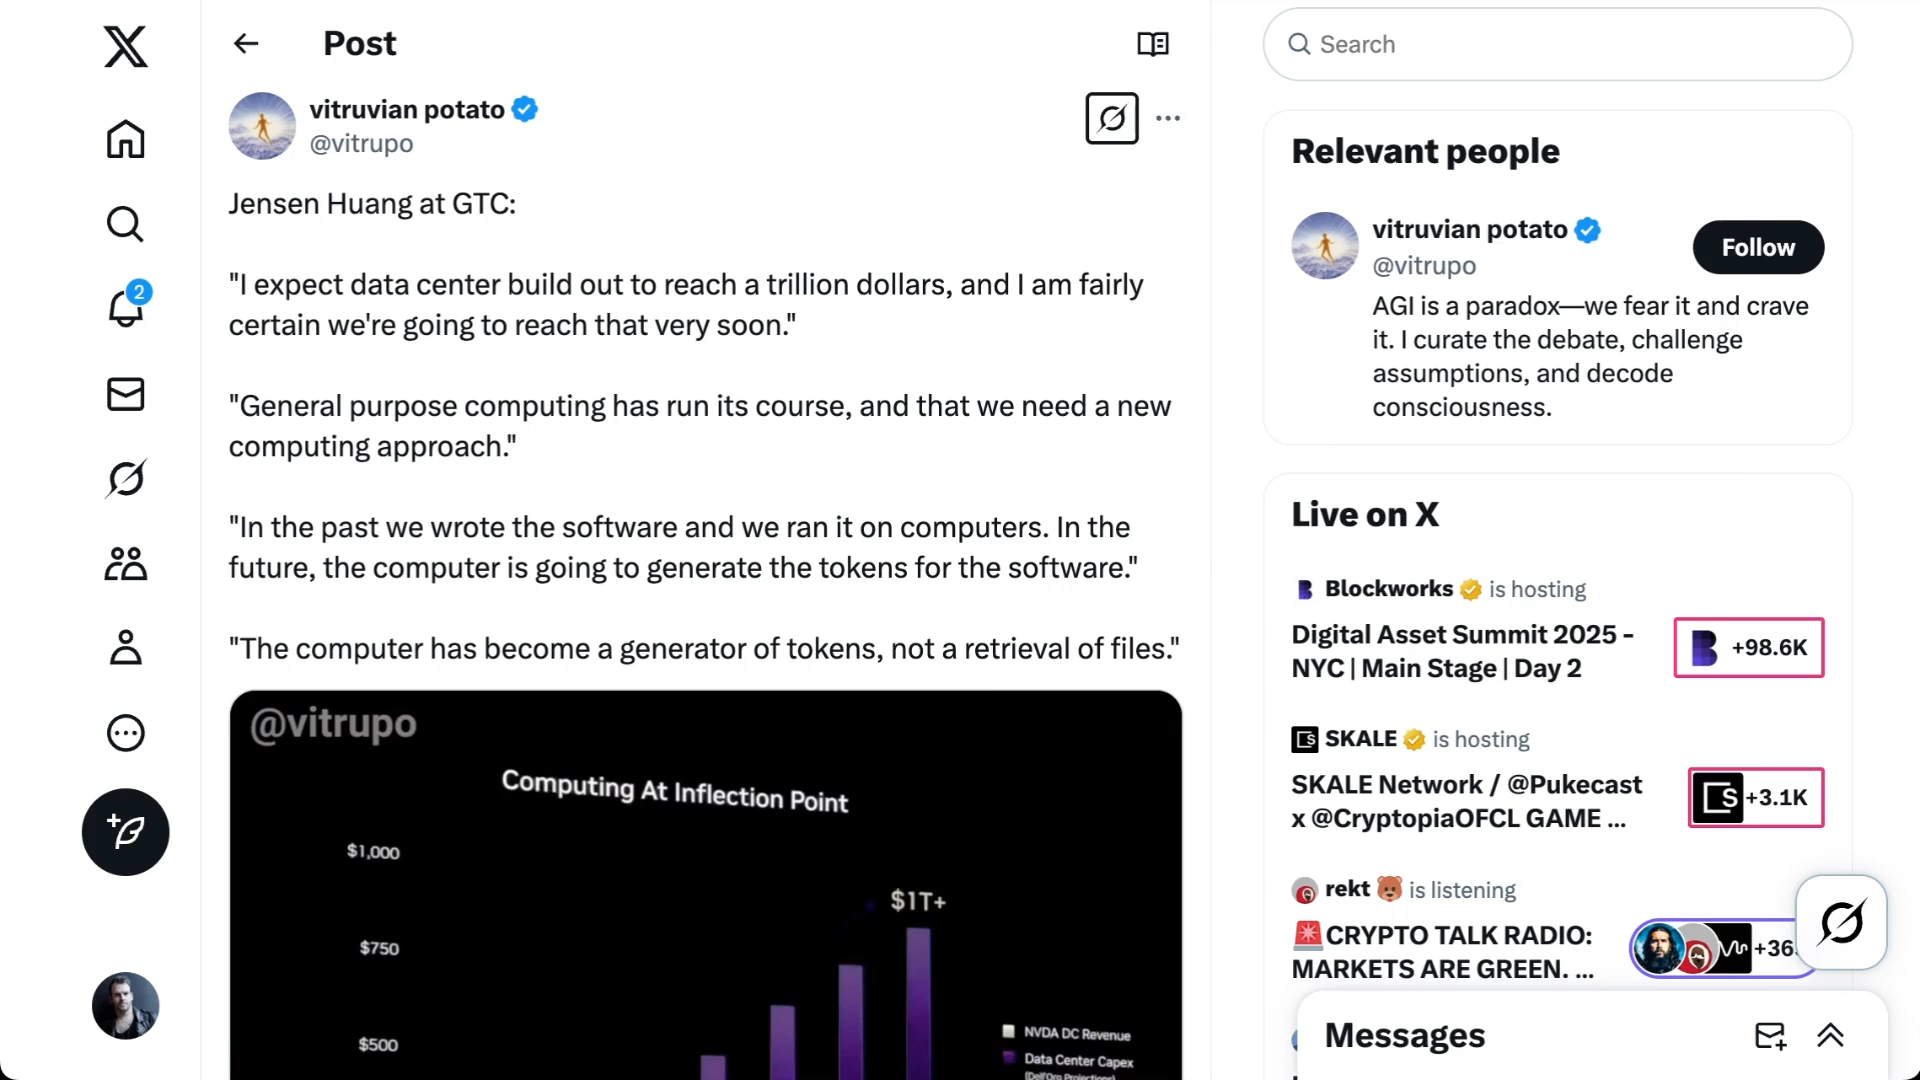 Post
Search
vitruvian potato
@vitrupo
Jensen Huang at GTC:
"I expect data center build out to reach a trillion dollars, and I am fairly
certain we're going to reach that very soon."
"General purpose computing has run its course, and that we need a new
computing approach."
"In the past we wrote the software and we ran it on computers. In the
future, the computer is going to generate the tokens for the software."
"The computer has become a generator of tokens, not a retrieval of files."
@vitrupo
Computing At Inflection Point
$1,000
$1T+
$750
$500
NVDA DC Revenue
Data Center Capex
(Dell'Oro Projections)
2
Relevant people
vitruvian potato
@vitrupo
Follow
AGI is a paradox—we fear it and crave
it. I curate the debate, challenge
assumptions, and decode
consciousness.
Live on X
Blockworks is hosting
Digital Asset Summit 2025 -
NYC | Main Stage | Day 2
+98.6K
SKALE is hosting
SKALE Network / @Pukecast
x @CryptopiaOFCL GAME ...
+3.1K
rekt is listening
CRYPTO TALK RADIO:
MARKETS ARE GREEN. ...
+36
Messages